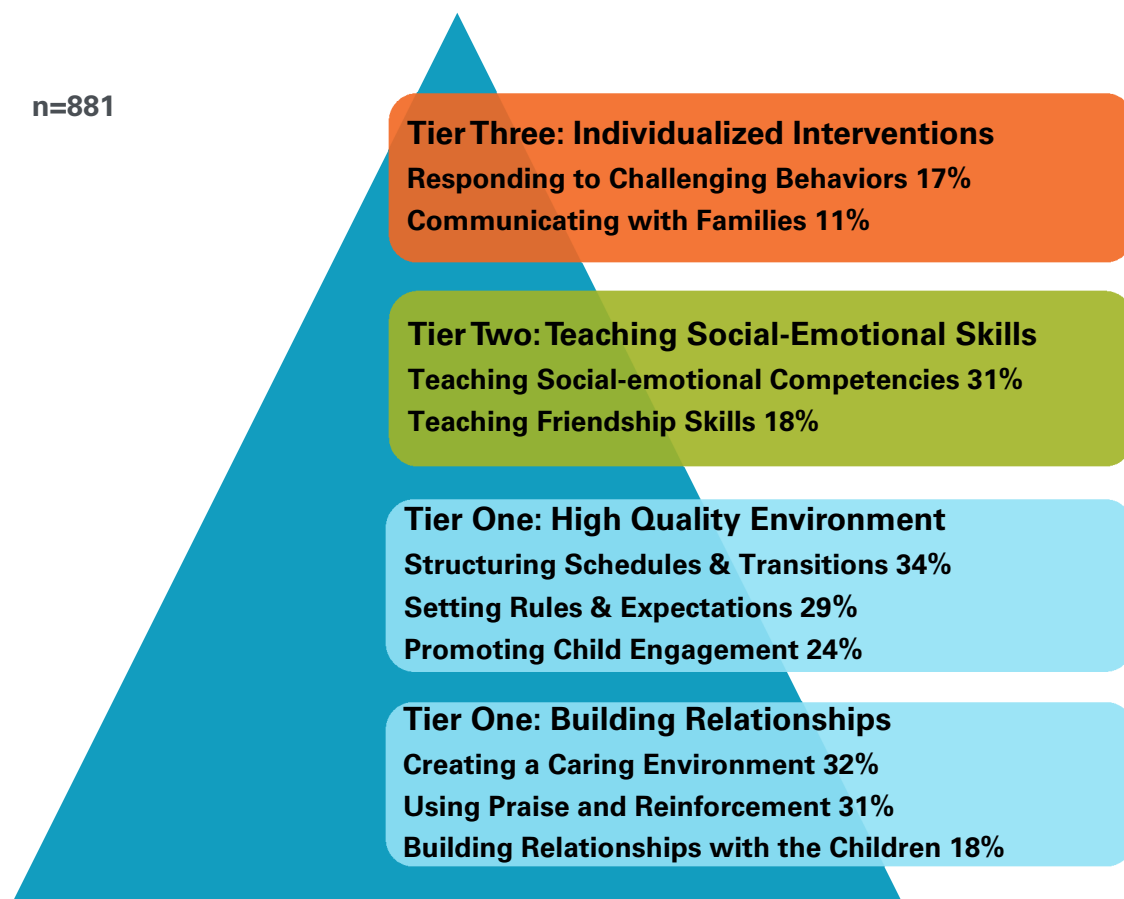 n=881
Tier Three: Individualized Interventions
Responding to Challenging Behaviors 17%
Communicating with Families 11%
Tier Two: Teaching Social-Emotional Skills
Teaching Social-emotional Competencies 31%
Teaching Friendship Skills 18%
Tier One: High Quality Environment
Structuring Schedules & Transitions 34%
Setting Rules & Expectations 29%
Promoting Child Engagement 24%
Tier One: Building Relationships
Creating a Caring Environment 32%
Using Praise and Reinforcement 31%
Building Relationships with the Children 18%